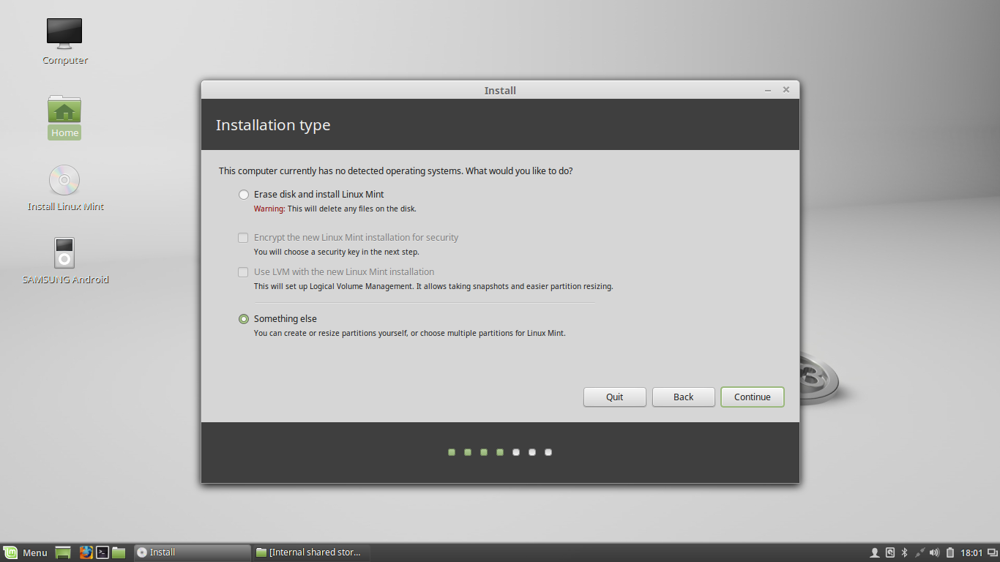 Computer
Home
Install Linux Mint
SAMSUNG Android
Install
Installation type
This computer currently has no detected operating systems. What would you like to do?
Erase disk and install Linux Mint
Warning: This will delete any files on the disk.
Encrypt the new Linux Mint installation for security
You will choose a security key in the next step.
Use LVM with the new Linux Mint installation
This will set up Logical Volume Management. It allows taking snapshots and easier partition resizing.
Something else
You can create or resize partitions yourself, or choose multiple partitions for Linux Mint.
Quit Back Continue
Menu Install [Internal shared stor... 18:01